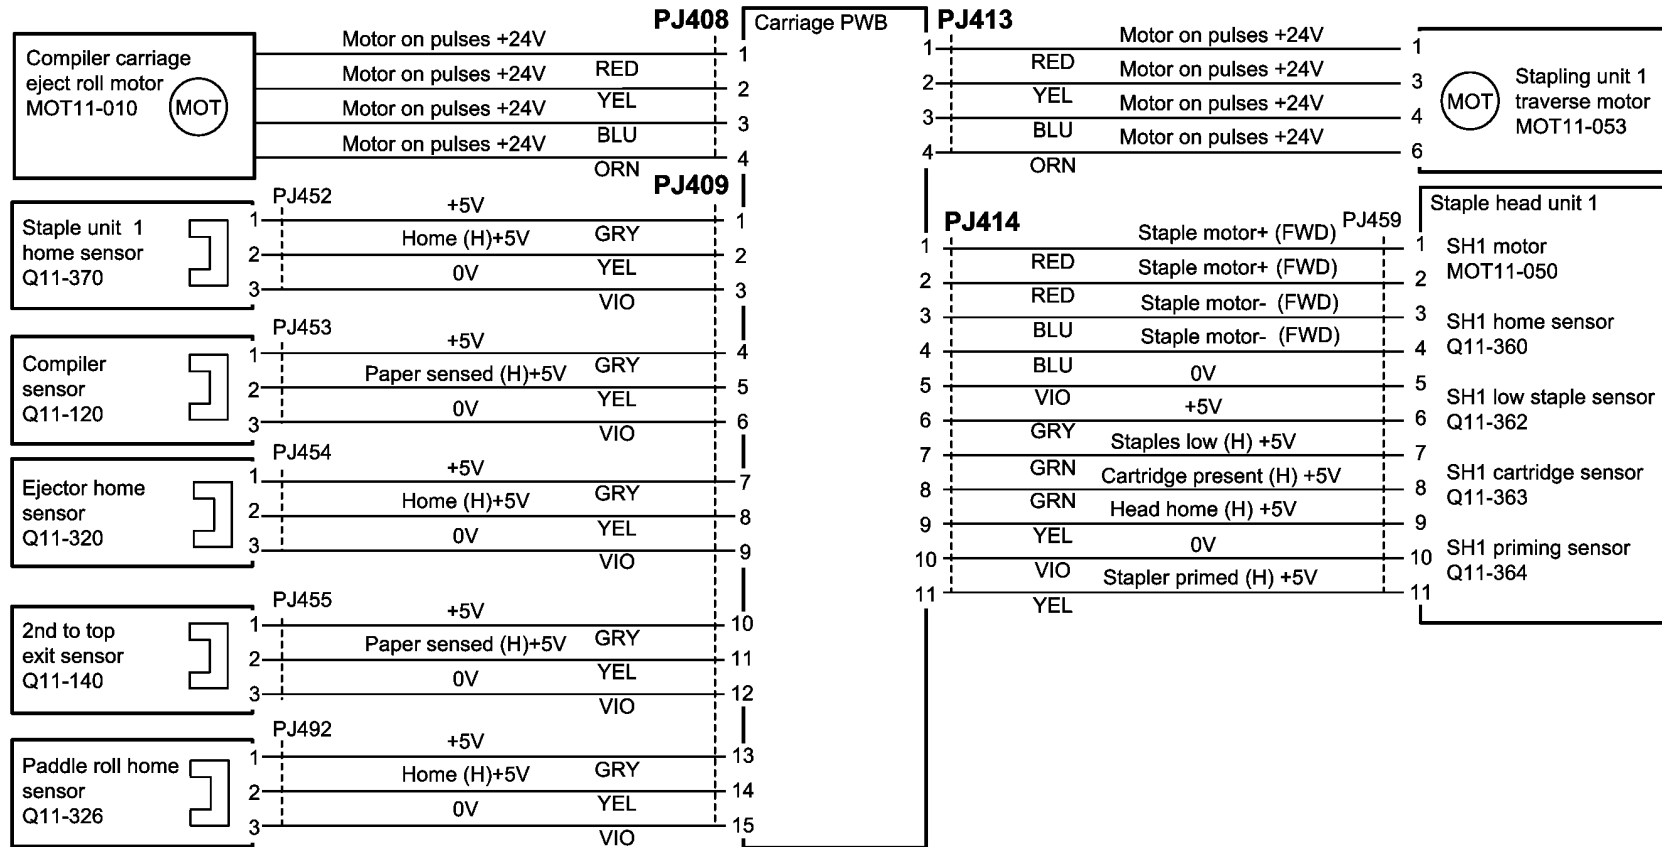 PJ408
Carriage PWB
PJ413
Compiler carriage
eject roll motor
MOT11-010
MOT
Motor on pulses +24V
1
RED
Motor on pulses +24V
2
YEL
Motor on pulses +24V
3
BLU
Motor on pulses +24V
4
ORN
PJ409
Staple unit 1
home sensor
Q11-370
PJ452
1
+5V
GRY
1
2
Home (H)+5V
YEL
2
3
0V
VIO
3
Compiler
sensor
Q11-120
PJ453
1
+5V
GRY
4
2
Paper sensed (H)+5V
YEL
5
3
0V
VIO
6
Ejector home
sensor
Q11-320
PJ454
1
+5V
GRY
7
2
Home (H)+5V
YEL
8
3
0V
VIO
9
2nd to top
exit sensor
Q11-140
PJ455
1
+5V
GRY
10
2
Paper sensed (H)+5V
YEL
11
3
0V
VIO
12
Paddle roll home
sensor
Q11-326
PJ492
1
+5V
GRY
13
2
Home (H)+5V
YEL
14
3
0V
VIO
15
1
Motor on pulses +24V
RED
1
2
Motor on pulses +24V
YEL
3
3
Motor on pulses +24V
BLU
4
4
Motor on pulses +24V
ORN
6
MOT
Stapling unit 1
traverse motor
MOT11-053
PJ414
PJ459
Staple head unit 1
1
Staple motor+ (FWD)
RED
1
2
Staple motor+ (FWD)
RED
2
3
Staple motor- (FWD)
BLU
3
4
Staple motor- (FWD)
BLU
4
5
0V
VIO
5
6
+5V
GRY
6
7
Staples low (H) +5V
GRN
7
8
Cartridge present (H) +5V
GRN
8
9
Head home (H) +5V
YEL
9
10
0V
VIO
10
11
Stapler primed (H) +5V
YEL
11
SH1 motor
MOT11-050
SH1 home sensor
Q11-360
SH1 low staple sensor
Q11-362
SH1 cartridge sensor
Q11-363
SH1 priming sensor
Q11-364